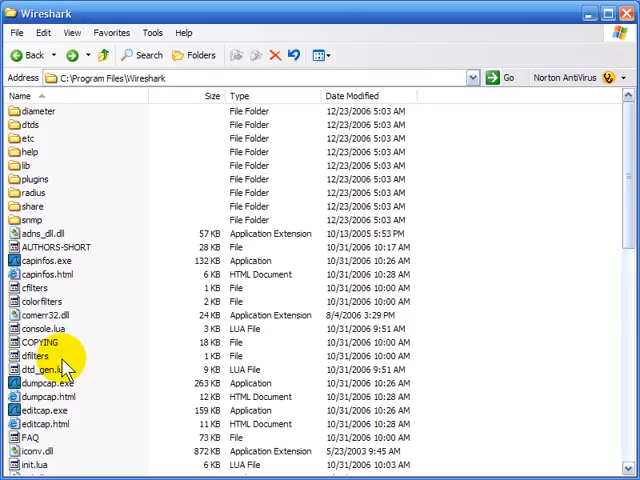 Wireshark
File Edit View Favorites Tools Help
Back Search Folders
Address C:\Program Files\Wireshark Go Norton AntiVirus
Name Size Type Date Modified
diameter File Folder 12/23/2006 5:03 AM
dtds File Folder 12/23/2006 5:03 AM
etc File Folder 12/23/2006 5:03 AM
help File Folder 12/23/2006 5:03 AM
lib File Folder 12/23/2006 5:03 AM
plugins File Folder 12/23/2006 5:03 AM
radius File Folder 12/23/2006 5:03 AM
share File Folder 12/23/2006 5:03 AM
snmp File Folder 12/23/2006 5:03 AM
adns_dll.dll 57 KB Application Extension 10/13/2005 5:53 PM
AUTHORS-SHORT 28 KB File 10/31/2006 10:17 AM
capinfos.exe 132 KB Application 10/31/2006 10:26 AM
capinfos.html 6 KB HTML Document 10/31/2006 10:28 AM
cfilters 1 KB File 10/31/2006 10:00 AM
colorfilters 2 KB File 10/31/2006 10:00 AM
comerr32.dll 24 KB Application Extension 8/4/2006 3:29 PM
console.lua 3 KB LUA File 10/31/2006 9:51 AM
COPYING 18 KB File 10/31/2006 10:00 AM
dfilters 1 KB File 10/31/2006 10:00 AM
dtd_gen.lua 9 KB LUA File 10/31/2006 9:51 AM
dumpcap.exe 263 KB Application 10/31/2006 10:26 AM
dumpcap.html 12 KB HTML Document 10/31/2006 10:28 AM
editcap.exe 159 KB Application 10/31/2006 10:26 AM
editcap.html 11 KB HTML Document 10/31/2006 10:28 AM
FAQ 73 KB File 10/31/2006 10:00 AM
iconv.dll 872 KB Application Extension 5/23/2003 9:45 AM
init.lua 6 KB LUA File 10/31/2006 10:03 AM